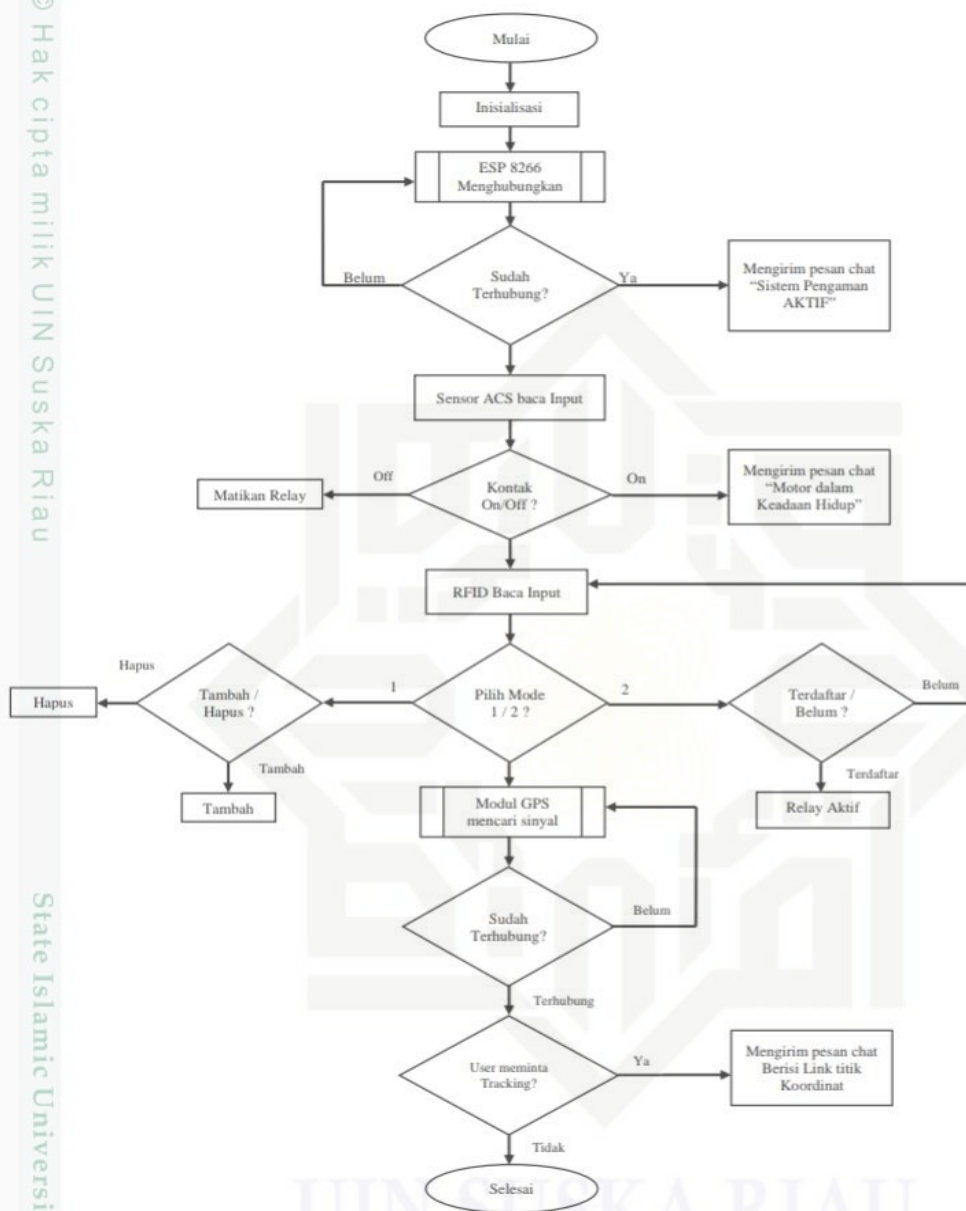 © Hak cipta milik UIN Suska Riau
State Islamic Universi
Mulai
Inisialisasi
ESP 8266
Menghubungkan
Belum
Sudah
Terhubung?
Ya
Mengirim pesan chat
“Sistem Pengaman
AKTIF”
Sensor ACS baca Input
Matikan Relay
Off
Kontak
On/Off ?
On
Mengirim pesan chat
“Motor dalam
Keadaan Hidup”
RFID Baca Input
Hapus
Hapus
Tambah /
Hapus ?
1
Pilih Mode
1 / 2 ?
2
Terdaftar /
Belum ?
Belum
Tambah
Tambah
Terdaftar
Relay Aktif
Modul GPS
mencari sinyal
Sudah
Terhubung?
Belum
Terhubung
User meminta
Tracking?
Ya
Mengirim pesan chat
Berisi Link titik
Koordinat
Tidak
Selesai
UIN SUSKA RIAU